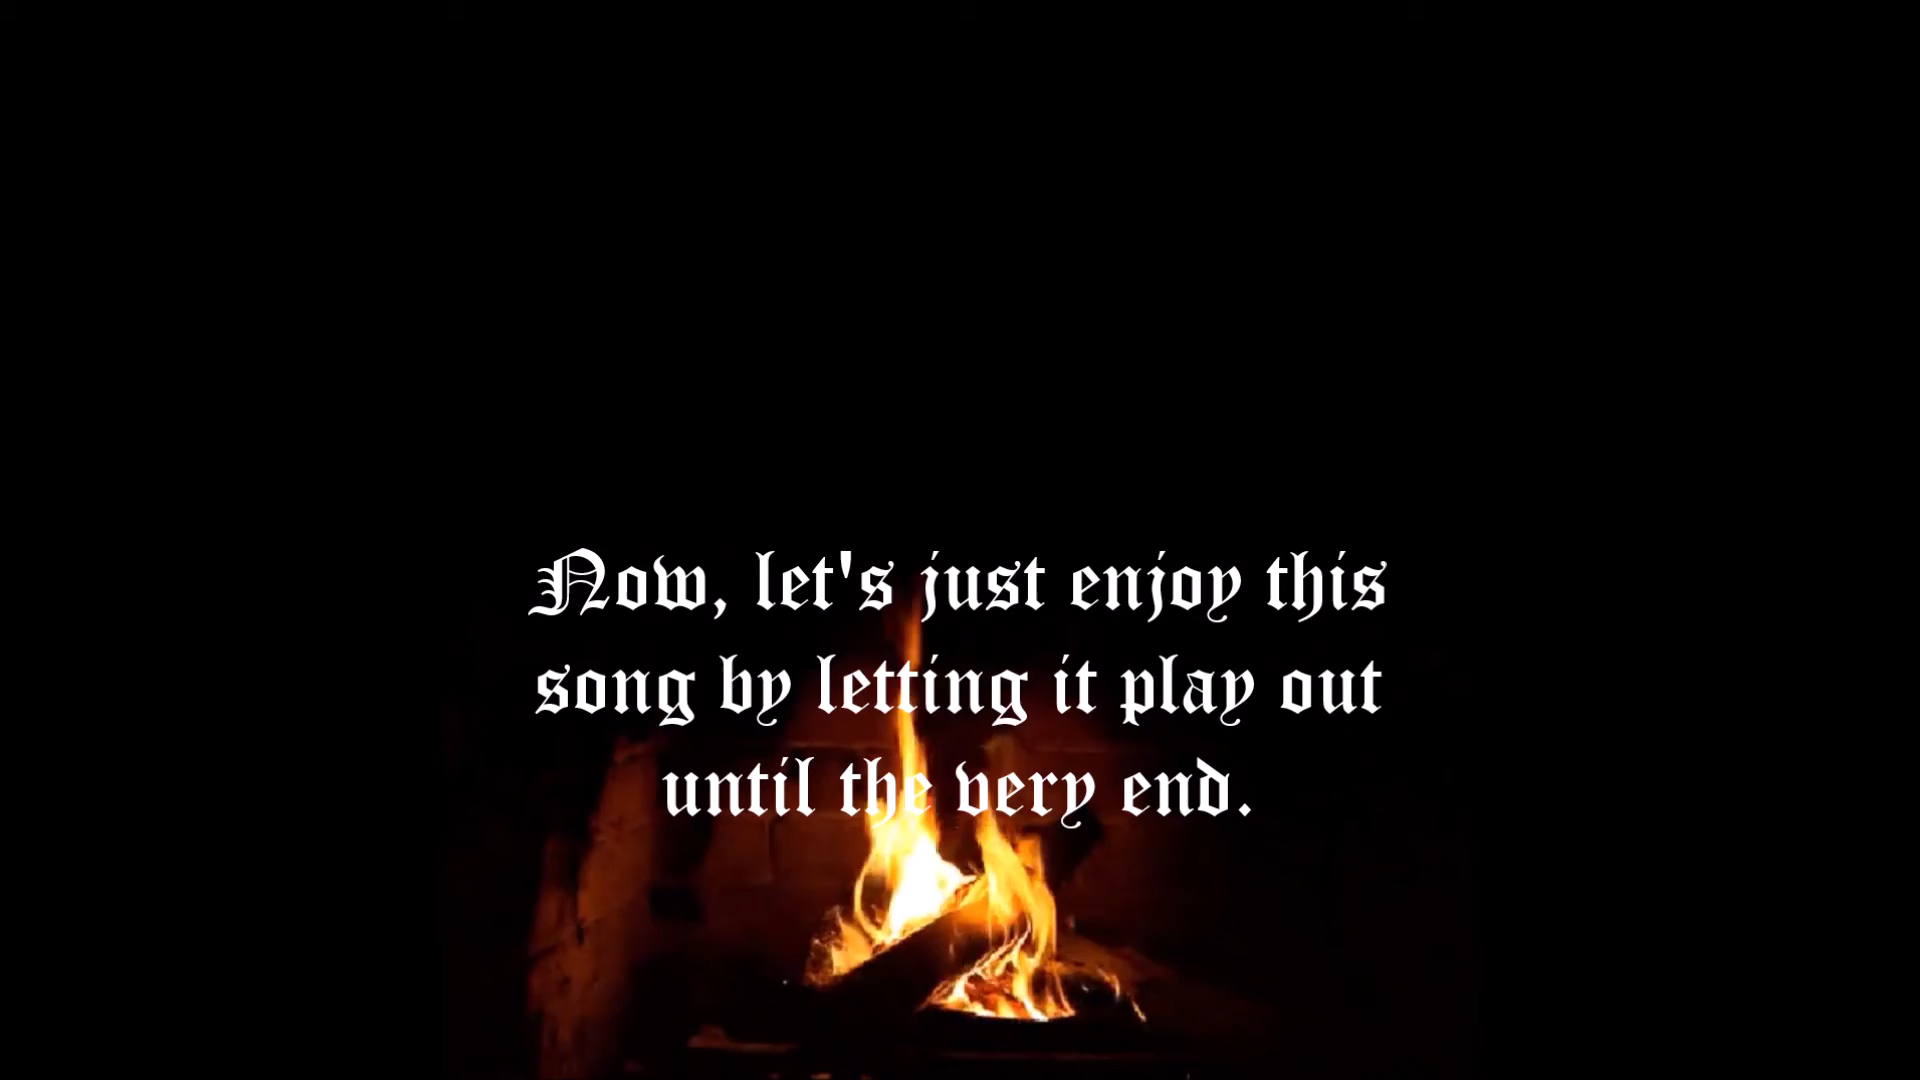 Now, let's just enjoy this
song by letting it play out
until the very end.